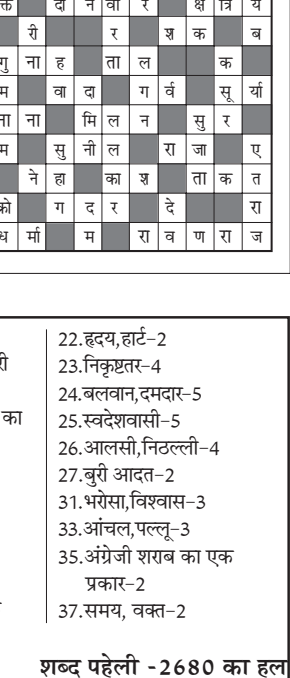 क्त दा न वा र क्ष त्रि य
री र श क ब
गु ना ह ता ल क
म वा दा ग र्व सू र्या
ना ना मि ल न सु र
म सु नी ल रा जा ए
ने हा का श ता क त
को ग द र दे रा
ध र्मा म रा व ण रा ज
री
का
22.हृदय,हार्ट-2
23.निकृष्टतर-4
24.बलवान,दमदार-5
25.स्वदेशवासी-5
26.आलसी,निठल्ली-4
27.बुरी आदत-2
31.भरोसा,विश्वास-3
33.आंचल,पल्लू-3
35.अंग्रेजी शराब का एक
प्रकार-2
37.समय, वक्त-2
शब्द पहेली -2680 का हल